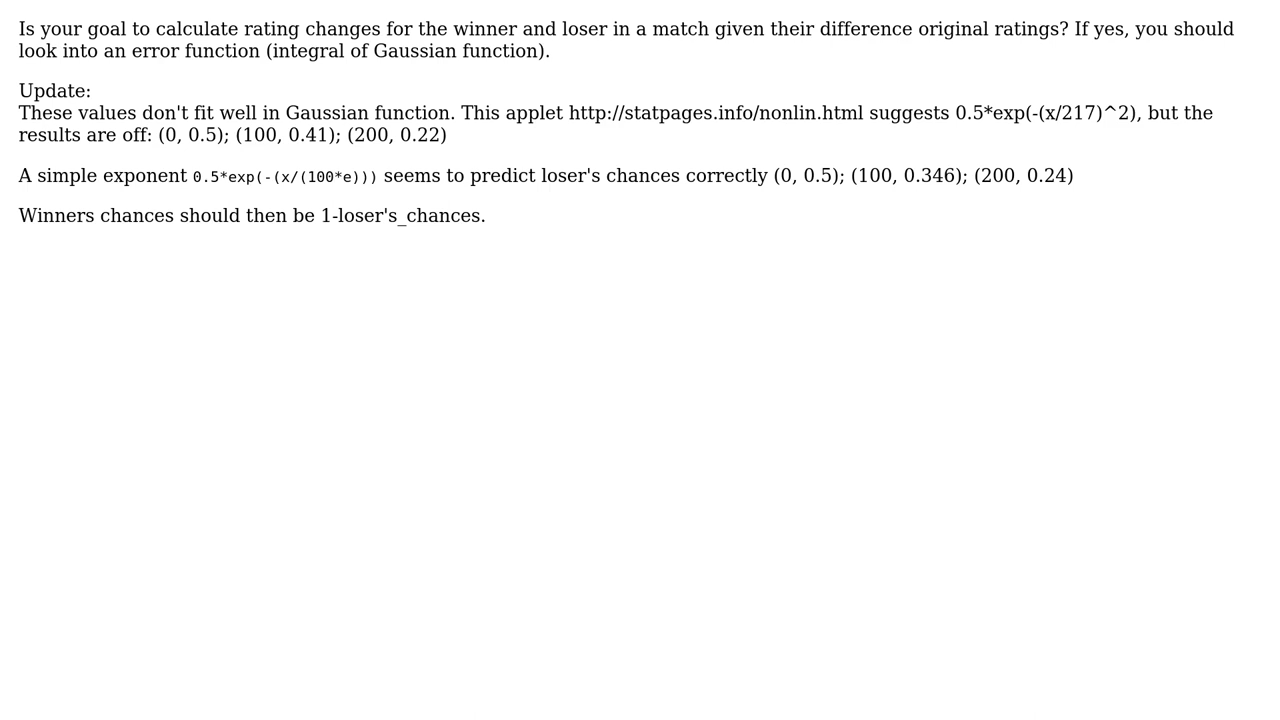 Is your goal to calculate rating changes for the winner and loser in a match given their difference original ratings? If yes, you should
look into an error function (integral of Gaussian function).
Update:
These values don't fit well in Gaussian function. This applet http://statpages.info/nonlin.html suggests 0.5*exp(-(x/217)^2), but the
results are off: (0, 0.5); (100, 0.41); (200, 0.22)
A simple exponent 0.5*exp(-(x/(100*e))) seems to predict loser's chances correctly (0, 0.5); (100, 0.346); (200, 0.24)
Winners chances should then be 1-loser's_chances.